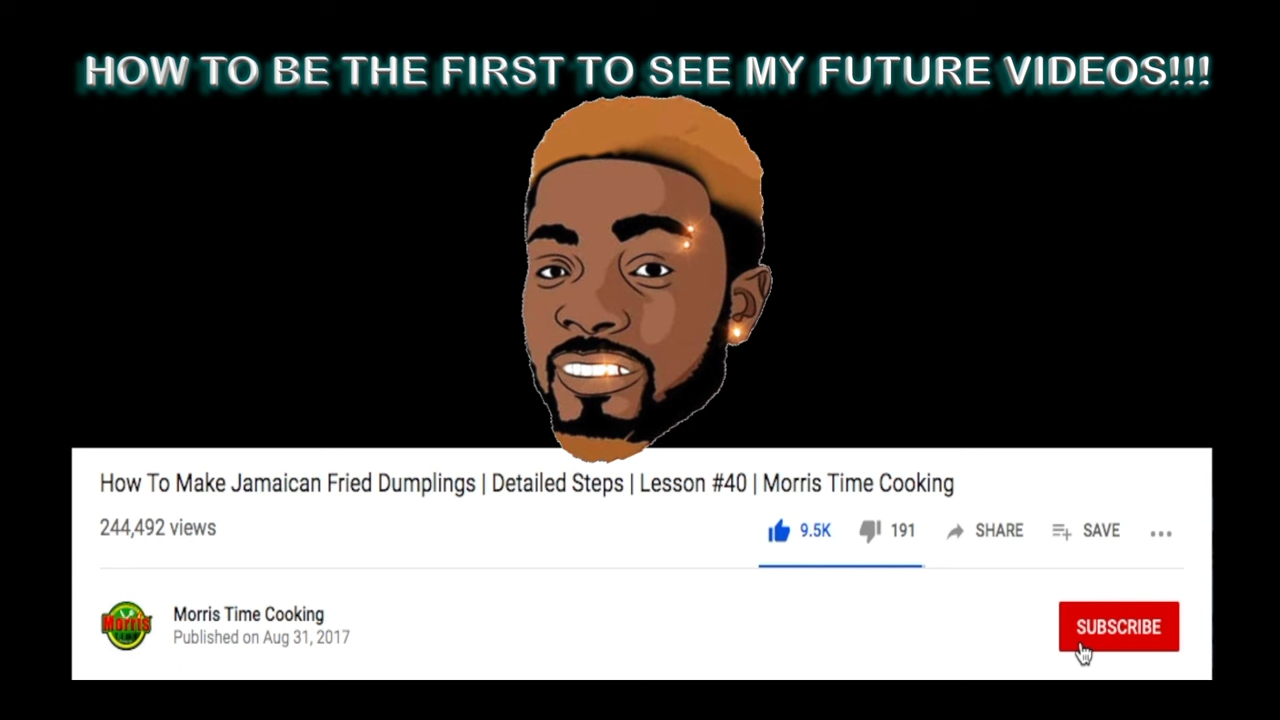 HOW TO BE THE FIRST TO SEE MY FUTURE VIDEOS!!!
How To Make Jamaican Fried Dumplings | Detailed Steps | Lesson #40 | Morris Time Cooking
244,492 views
9.5K
191
SHARE
SAVE
Morris
Morris Time Cooking
Published on Aug 31, 2017
SUBSCRIBE